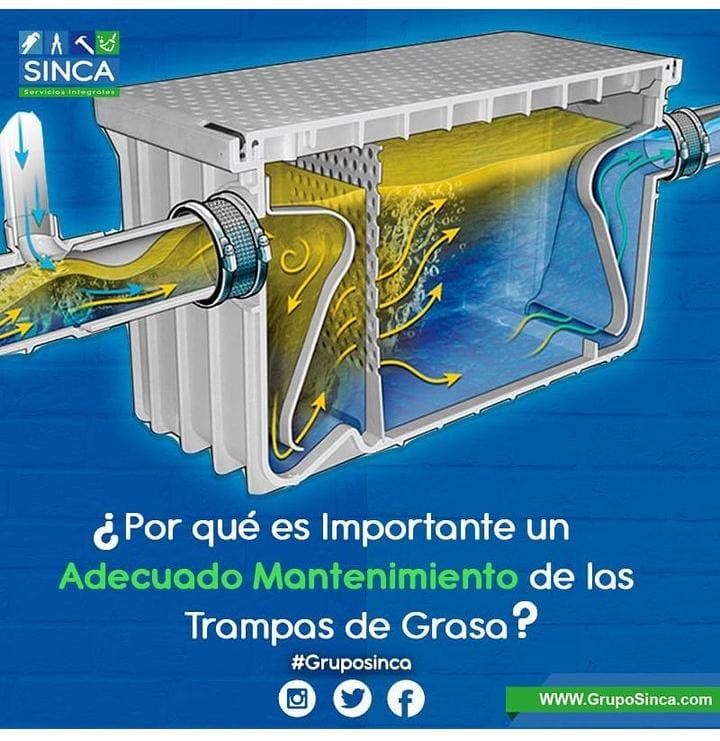 SINCA
Servicios Integrales
¿Por qué es Importante un
Adecuado Mantenimiento de las
Trampas de Grasa?
#Gruposinca
WWW.GrupoSinca.com